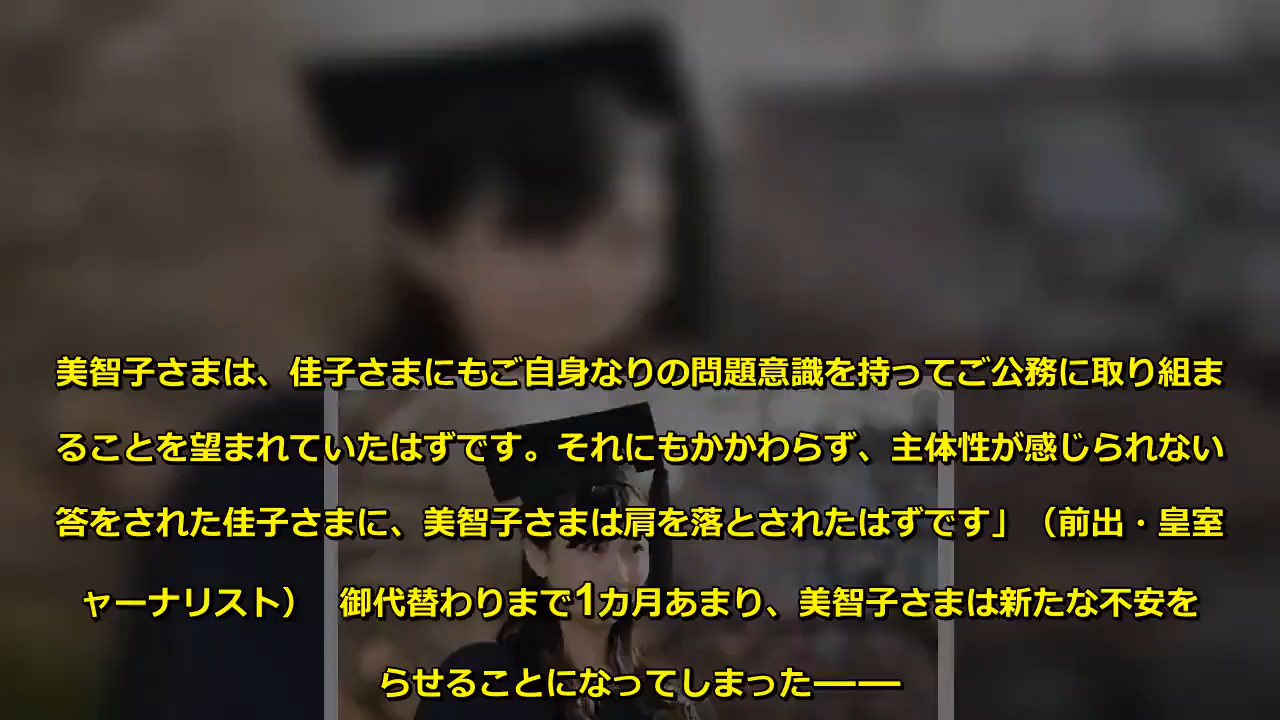 美智子さまは、佳子さまにもご自身なりの問題意識を持ってご公務に取り組ま
ることを望まれていたはずです。それにもかかわらず、主体性が感じられない
答をされた佳子さまに、美智子さまは肩を落とされたはずです」（前出・皇室
ャーナリスト）　御代替わりまで1カ月あまり、美智子さまは新たな不安を
らせることになってしまった――